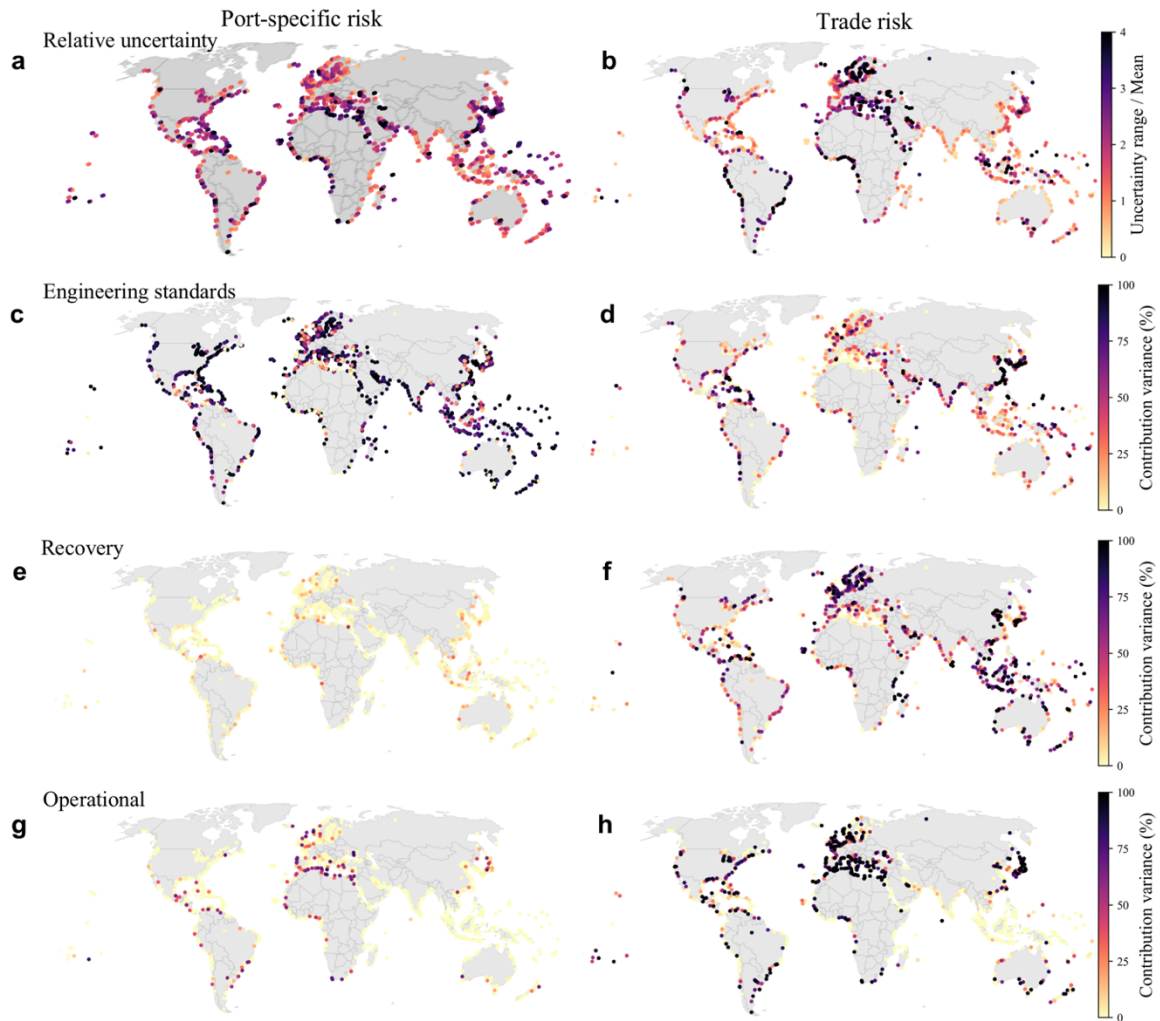 Port-specific risk
Trade risk
Relative uncertainty
a
b
4
3
2
1
0
Uncertainty range / Mean
Engineering standards
c
d
100
75
50
25
0
Contribution variance (%)
Recovery
e
f
100
75
50
25
0
Contribution variance (%)
Operational
g
h
100
75
50
25
0
Contribution variance (%)